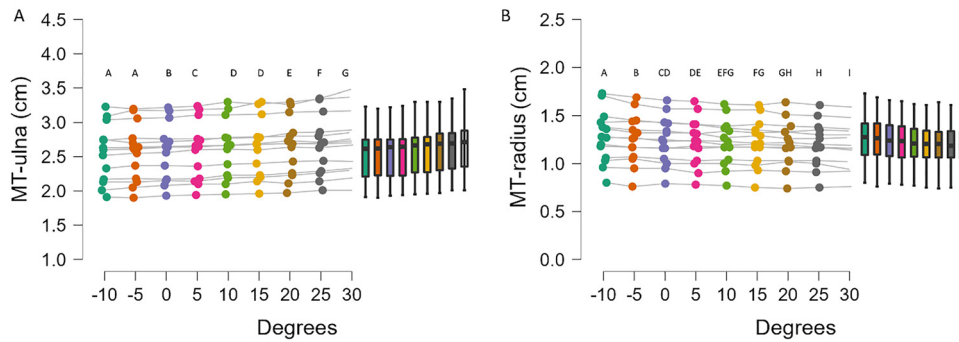 A
4.5
4.0
3.5
3.0
2.5
2.0
1.5
1.0
MT-ulna (cm)
A A B C D D E F G
-10 -5 0 5 10 15 20 25 30
Degrees
B
2.0
1.5
1.0
0.5
0.0
MT-radius (cm)
A B CD DE EFG FG GH H I
-10 -5 0 5 10 15 20 25 30
Degrees